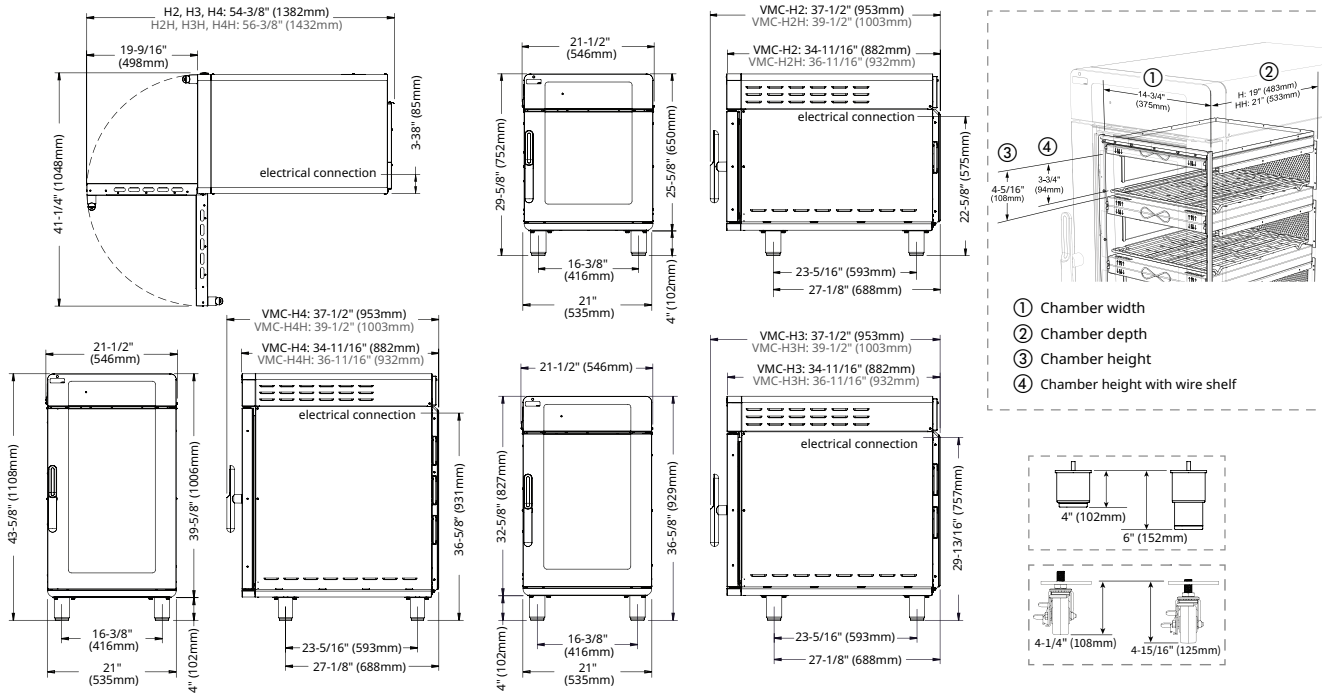 H2, H3, H4: 54-3/8" (1382mm)
H2H, H3H, H4H: 56-3/8" (1432mm)
19-9/16"
(498mm)
41-1/4" (1048mm)
3-38" (85mm)
electrical connection
21-1/2"
(546mm)
29-5/8" (752mm)
25-5/8" (650mm)
16-3/8"
(416mm)
21"
(535mm)
4" (102mm)
VMC-H2: 37-1/2" (953mm)
VMC-H2H: 39-1/2" (1003mm)
VMC-H2: 34-11/16" (882mm)
VMC-H2H: 36-11/16" (932mm)
electrical connection
22-5/8" (575mm)
23-5/16" (593mm)
27-1/8" (688mm)
1
2
14-3/4"
(375mm)
H: 19" (483mm)
HH: 21" (533mm)
3
4
4-5/16"
(108mm)
3-3/4"
(94mm)
1 Chamber width
2 Chamber depth
3 Chamber height
4 Chamber height with wire shelf
21-1/2"
(546mm)
43-5/8" (1108mm)
39-5/8" (1006mm)
16-3/8"
(416mm)
21"
(535mm)
4" (102mm)
VMC-H4: 37-1/2" (953mm)
VMC-H4H: 39-1/2" (1003mm)
VMC-H4: 34-11/16" (882mm)
VMC-H4H: 36-11/16" (932mm)
electrical connection
36-5/8" (931mm)
23-5/16" (593mm)
27-1/8" (688mm)
21-1/2" (546mm)
32-5/8" (827mm)
36-5/8" (929mm)
4" (102mm)
16-3/8"
(416mm)
21"
(535mm)
VMC-H3: 37-1/2" (953mm)
VMC-H3H: 39-1/2" (1003mm)
VMC-H3: 34-11/16" (882mm)
VMC-H3H: 36-11/16" (932mm)
electrical connection
29-13/16" (757mm)
23-5/16" (593mm)
27-1/8" (688mm)
4" (102mm)
6" (152mm)
4-1/4" (108mm)
4-15/16" (125mm)